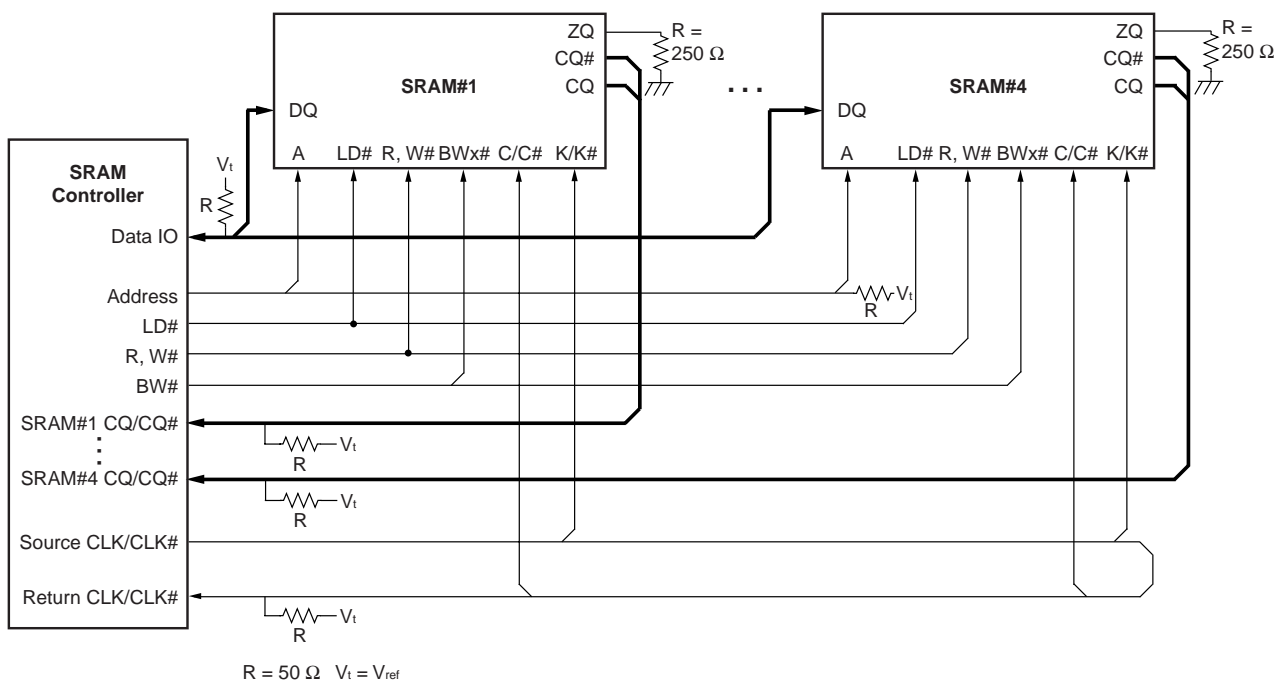 ZQ
R =
250 Ω
CQ#
SRAM#1
CQ
DQ
A LD# R, W# BWx# C/C# K/K#
. . .
ZQ
R =
250 Ω
CQ#
SRAM#4
CQ
DQ
A LD# R, W# BWx# C/C# K/K#
SRAM
Controller
Vt
R
Data IO
Address
R
Vt
LD#
R, W#
BW#
SRAM#1 CQ/CQ#
R
Vt
SRAM#4 CQ/CQ#
R
Vt
Source CLK/CLK#
Return CLK/CLK#
R
Vt
R = 50 Ω Vt = Vref